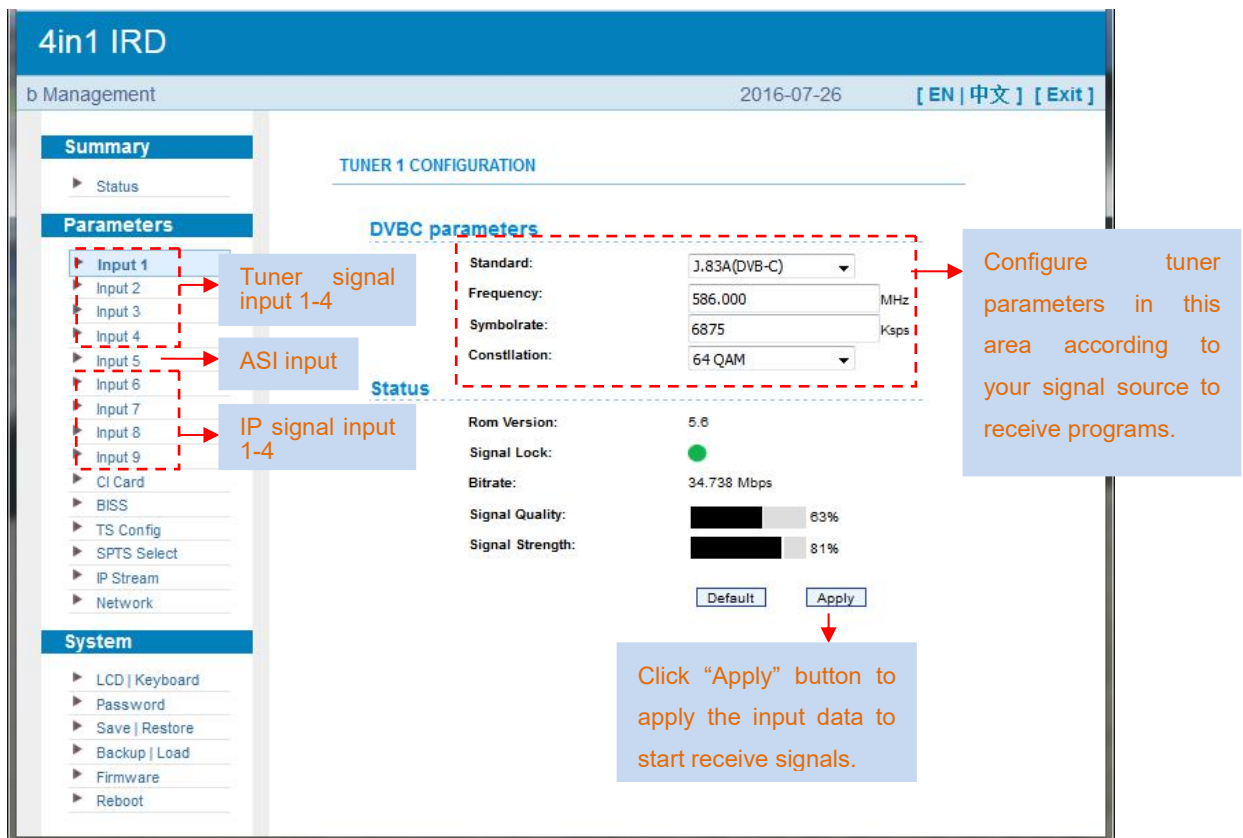 4in1 IRD
b Management
2016-07-26
[ EN | 中文 ] [ Exit ]
Summary
Status
Parameters
Input 1
Input 2
Input 3
Input 4
Input 5
Input 6
Input 7
Input 8
Input 9
CI Card
BISS
TS Config
SPTS Select
IP Stream
Network
System
LCD | Keyboard
Password
Save | Restore
Backup | Load
Firmware
Reboot
Tuner signal
input 1-4
ASI input
IP signal input
1-4
TUNER 1 CONFIGURATION
DVBC parameters
Standard: J.83A(DVB-C)
Frequency: 586.000 MHz
Symbolrate: 6875 Ksps
Constllation: 64 QAM
Status
Rom Version: 5.6
Signal Lock:
Bitrate: 34.738 Mbps
Signal Quality: 63%
Signal Strength: 81%
Default Apply
Configure tuner
parameters in this
area according to
your signal source to
receive programs.
Click “Apply” button to
apply the input data to
start receive signals.